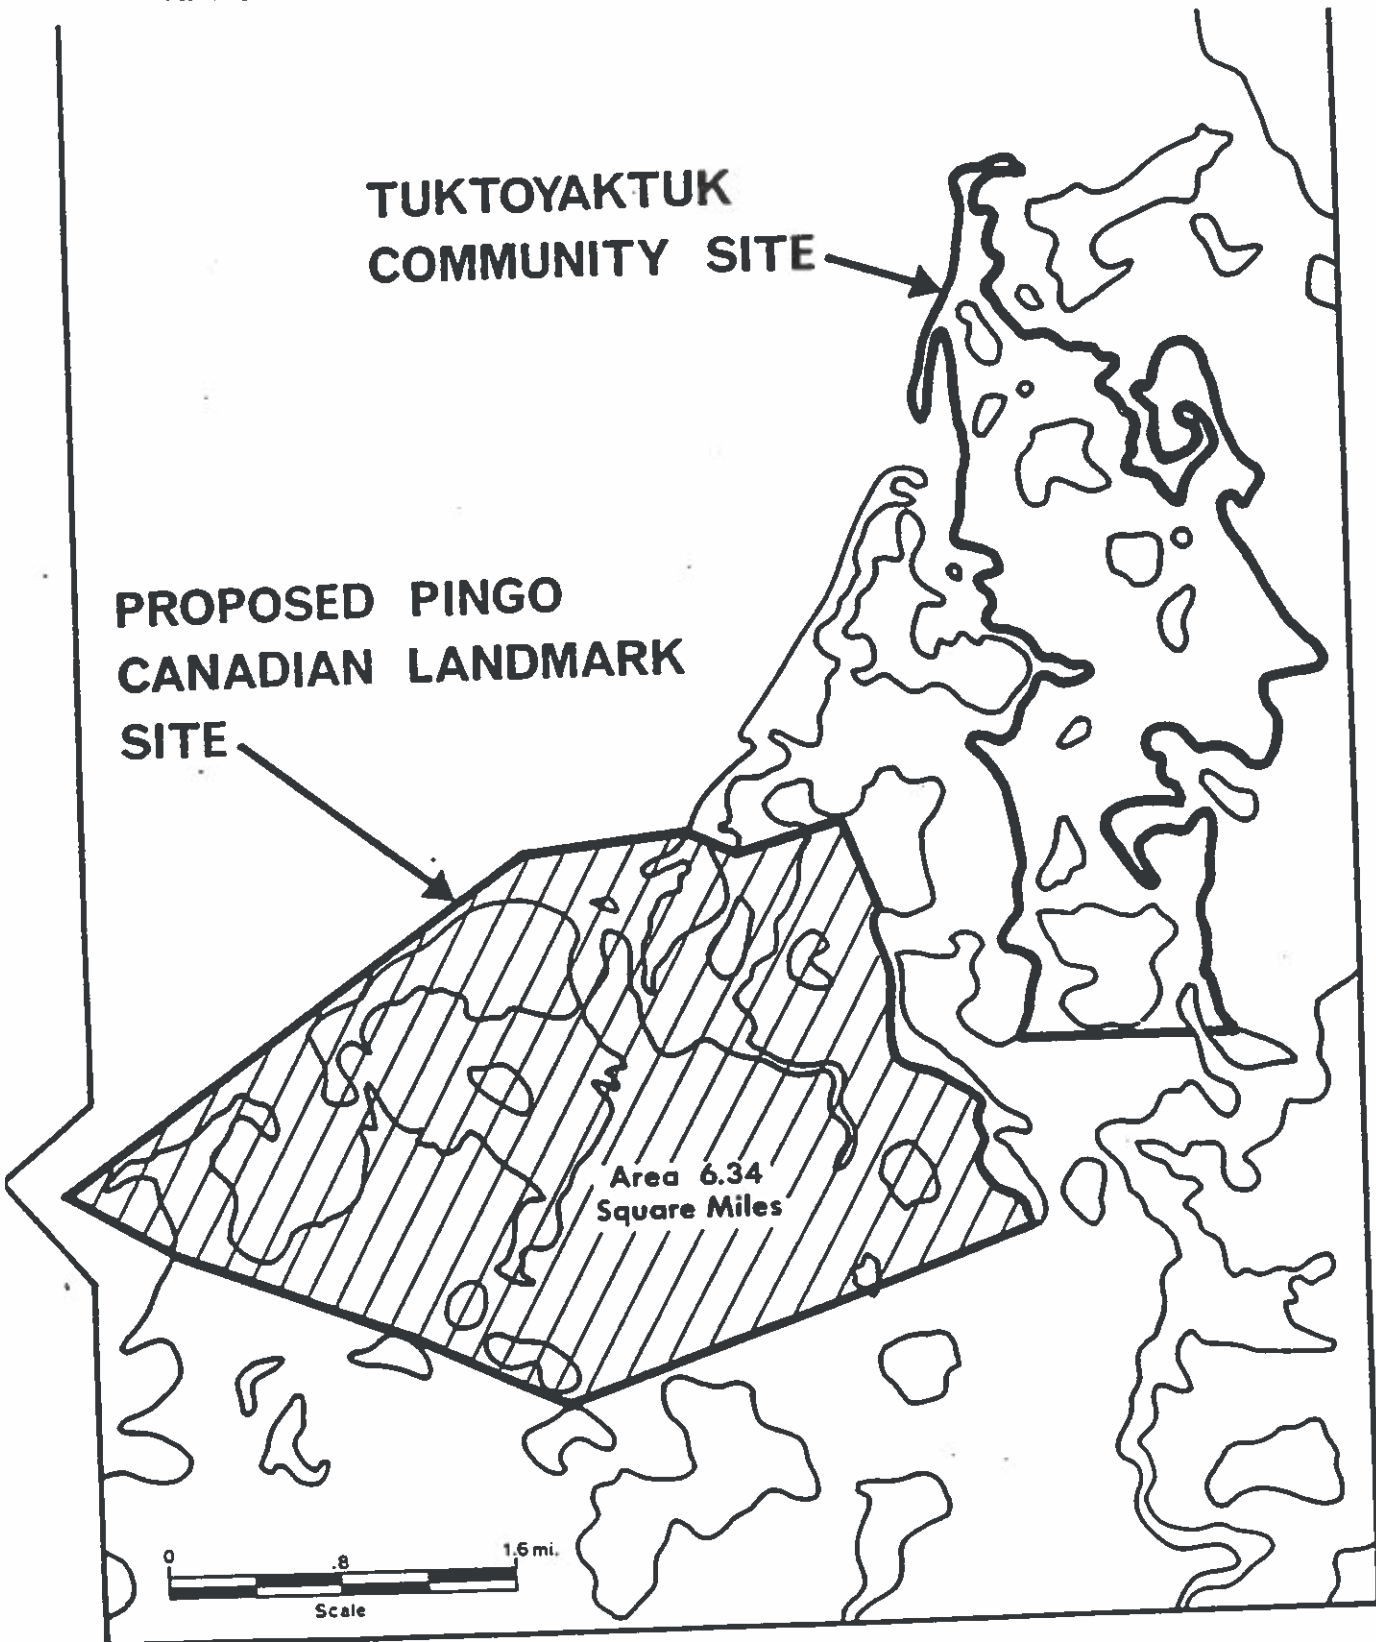 TUKTOYAKTUK
COMMUNITY SITE
PROPOSED PINGO
CANADIAN LANDMARK
SITE
Area 6.34
Square Miles
0 .8 1.6 mi.
Scale